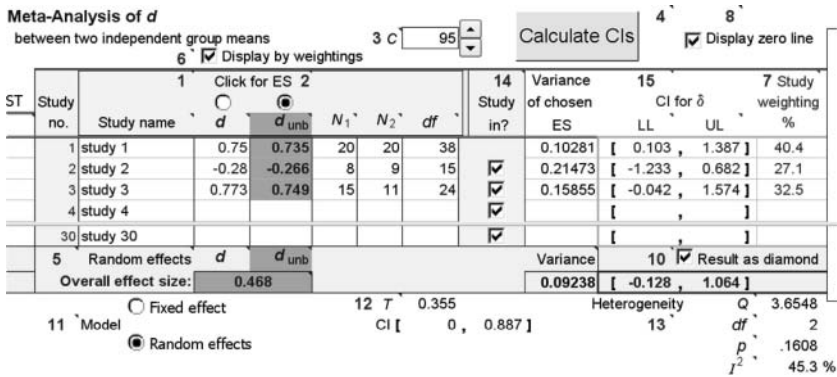 Meta-Analysis of d
between two independent group means 3 C 95 Calculate CIs 4 8
6 Display by weightings Display zero line
1 Click for ES 2 14 Variance 15 7 Study
ST Study Study of chosen CI for δ weighting
no. Study name d d unb N1 N2 df in? ES LL UL %
1 study 1 0.75 0.735 20 20 38 0.10281 [ 0.103 , 1.387 ] 40.4
2 study 2 -0.28 -0.266 8 9 15 0.21473 [ -1.233 , 0.682 ] 27.1
3 study 3 0.773 0.749 15 11 24 0.15855 [ -0.042 , 1.574 ] 32.5
4 study 4 [ , ]
30 study 30 [ , ]
5 Random effects d d unb Variance 10 Result as diamond
Overall effect size: 0.468 0.09238 [ -0.128 , 1.064 ]
Fixed effect 12 T 0.355 Heterogeneity Q 3.6548
11 Model CI [ 0 , 0.887 ] 13 df 2
Random effects p .1608
I2 45.3 %